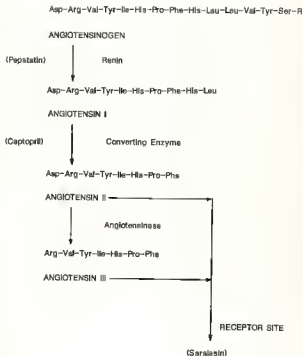 Asp-Arg-Val-Tyr-Ile-His-Pro-Phe-His-Leu-Leu-Val-Tyr-Ser-R
ANGIOTENSINOGEN
(Pepstatin) Renin
Asp-Arg-Val-Tyr-Ile-His-Pro-Phe-His-Leu
ANGIOTENSIN I
(Captopril) Converting Enzyme
Asp-Arg-Val-Tyr-Ile-His-Pro-Phe
ANGIOTENSIN II
Angiotensinase
Arg-Val-Tyr-Ile-His-Pro-Phe
ANGIOTENSIN III
RECEPTOR SITE
(Saralasin)